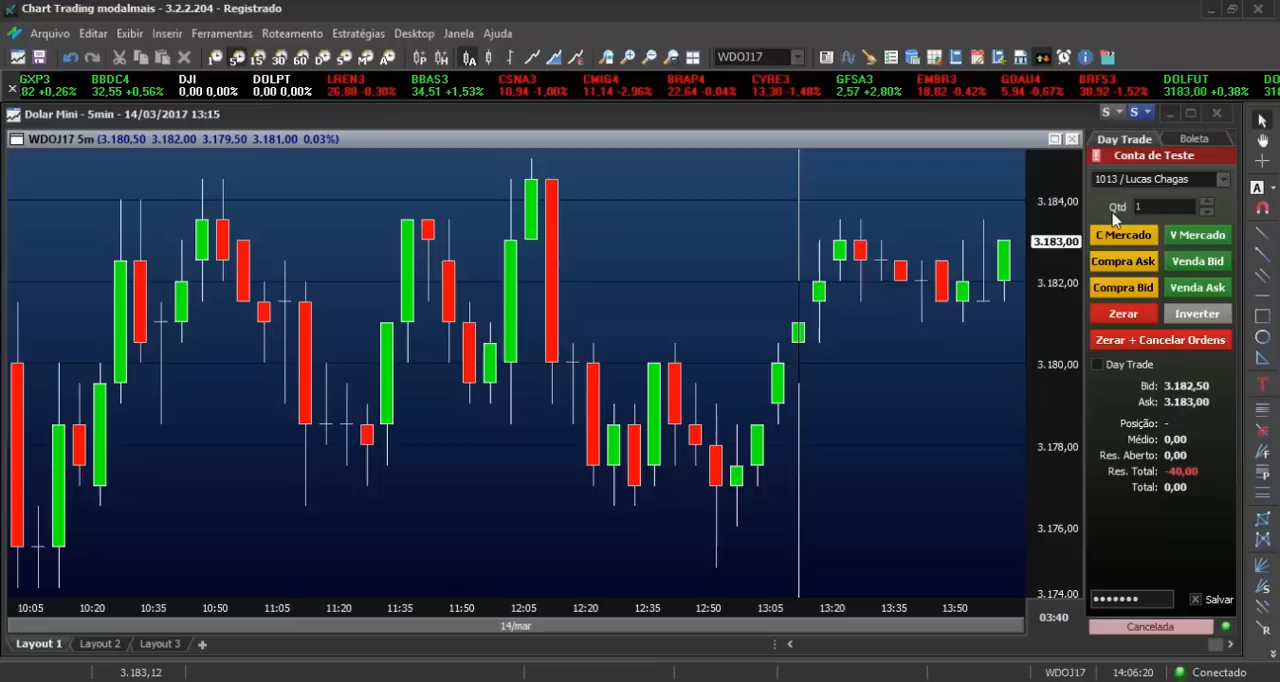 Chart Trading modalmais - 3.2.2.204 - Registrado
Arquivo Editar Exibir Inserir Ferramentas Roteamento Estratégias Desktop Janela Ajuda
1 5 15 30 60 D S M A WDOJ17
GXP3 BBDC4 DJI DOLPT LREN3 BBAS3 CSNA3 CMIG4 BRAP4 CYRE3 GFSA3 EMBR3 GOAU4 BRFS3 DOLFUT DOL
82 +0,26% 32,55 +0,56% 0,00 0,00% 0,00 0,00% 26,88 -0,30% 34,51 +1,53% 10,94 -1,00% 11,14 -2,96% 22,64 -0,04% 13,30 -1,48% 2,57 +2,80% 18,82 -0,42% 5,94 -0,67% 38,92 -1,52% 3183,00 +0,38% 318
Dolar Mini - 5min - 14/03/2017 13:15
S S
WDOJ17 5m (3.180,50 3.182,00 3.179,50 3.181,00 0,03%)
Day Trade Boleta
Conta de Teste
1013 / Lucas Chagas
Qtd 1
C Mercado V Mercado
Compra Ask Venda Bid
Compra Bid Venda Ask
Zerar Inverter
Zerar + Cancelar Ordens
Day Trade
Bid: 3.182,50
Ask: 3.183,00
Posição: -
Médio: 0,00
Res. Aberto: 0,00
Res. Total: -40,00
Total: 0,00
Salvar
Cancelada
3.184,00
3.183,00
3.182,00
3.180,00
3.178,00
3.176,00
3.174,00
10:05 10:20 10:35 10:50 11:05 11:20 11:35 11:50 12:05 12:20 12:35 12:50 13:05 13:20 13:35 13:50
03:40
14/mar
Layout 1 Layout 2 Layout 3
3.183,12 WDOJ17 14:06:20 Conectado